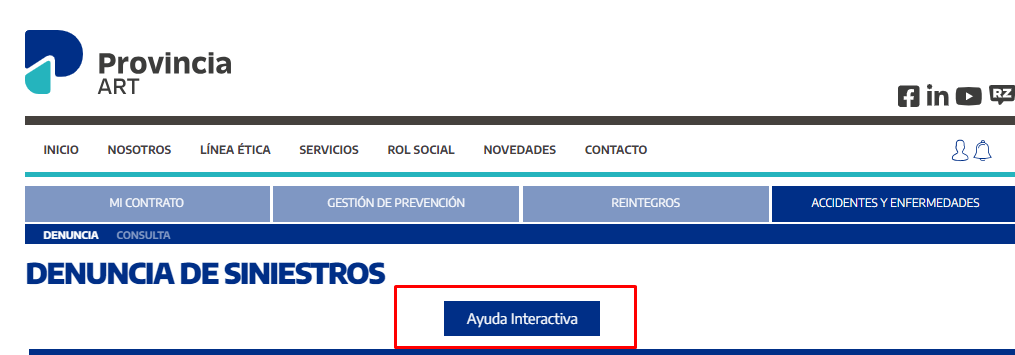 Provincia
ART
RZ
INICIO NOSOTROS LÍNEA ÉTICA SERVICIOS ROL SOCIAL NOVEDADES CONTACTO
MI CONTRATO GESTIÓN DE PREVENCIÓN REINTEGROS ACCIDENTES Y ENFERMEDADES
DENUNCIA CONSULTA
DENUNCIA DE SINIESTROS
Ayuda Interactiva